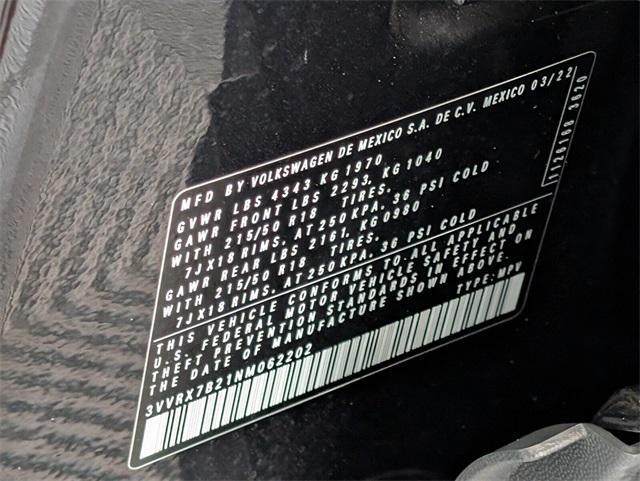 MFD BY VOLKSWAGEN DE MEXICO S.A. DE C.V. MEXICO 03/22
GVWR LBS 4343 KG 1970
GAWR FRONT LBS 2293, KG 1040
WITH 215/50 R18 TIRES,
7JX18 RIMS, AT 250 KPA, 36 PSI COLD
GAWR REAR LBS 2161, KG 0980
WITH 215/50 R18 TIRES,
7JX18 RIMS, AT 250 KPA, 36 PSI COLD
THIS VEHICLE CONFORMS TO ALL APPLICABLE
U.S. FEDERAL MOTOR VEHICLE SAFETY AND
THEFT PREVENTION STANDARDS IN EFFECT ON
THE DATE OF MANUFACTURE SHOWN ABOVE.
TYPE: MPV
3VVRX7B21NM062202
1126168 3620